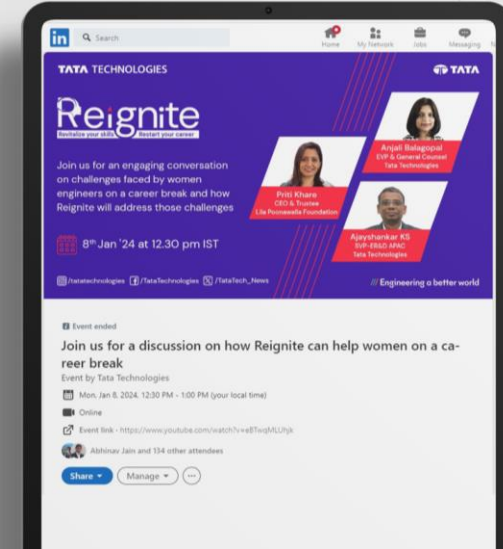 in Search
Home My Network Jobs Messaging
TATA TECHNOLOGIES
TATA
Reignite
Revitalize your skills Restart your career
Join us for an engaging conversation
on challenges faced by women
engineers on a career break and how
Reignite will address those challenges
8th Jan '24 at 12.30 pm IST
Anjali Balagopal
EVP & General Counsel
Tata Technologies
Priti Khare
CEO & Trustee
Lila Poonawalla Foundation
Ajayshankar KS
EVP-ER&D APAC
Tata Technologies
/tatatechnologies /TataTechnologies /TataTech_News
/// Engineering a better world
Event ended
Join us for a discussion on how Reignite can help women on a ca-
reer break
Event by Tata Technologies
Mon, Jan 8, 2024, 12:30 PM - 1:00 PM (your local time)
Online
Event link - https://www.youtube.com/watch?
Abhinav Jain and 134 other attendees
Share Manage